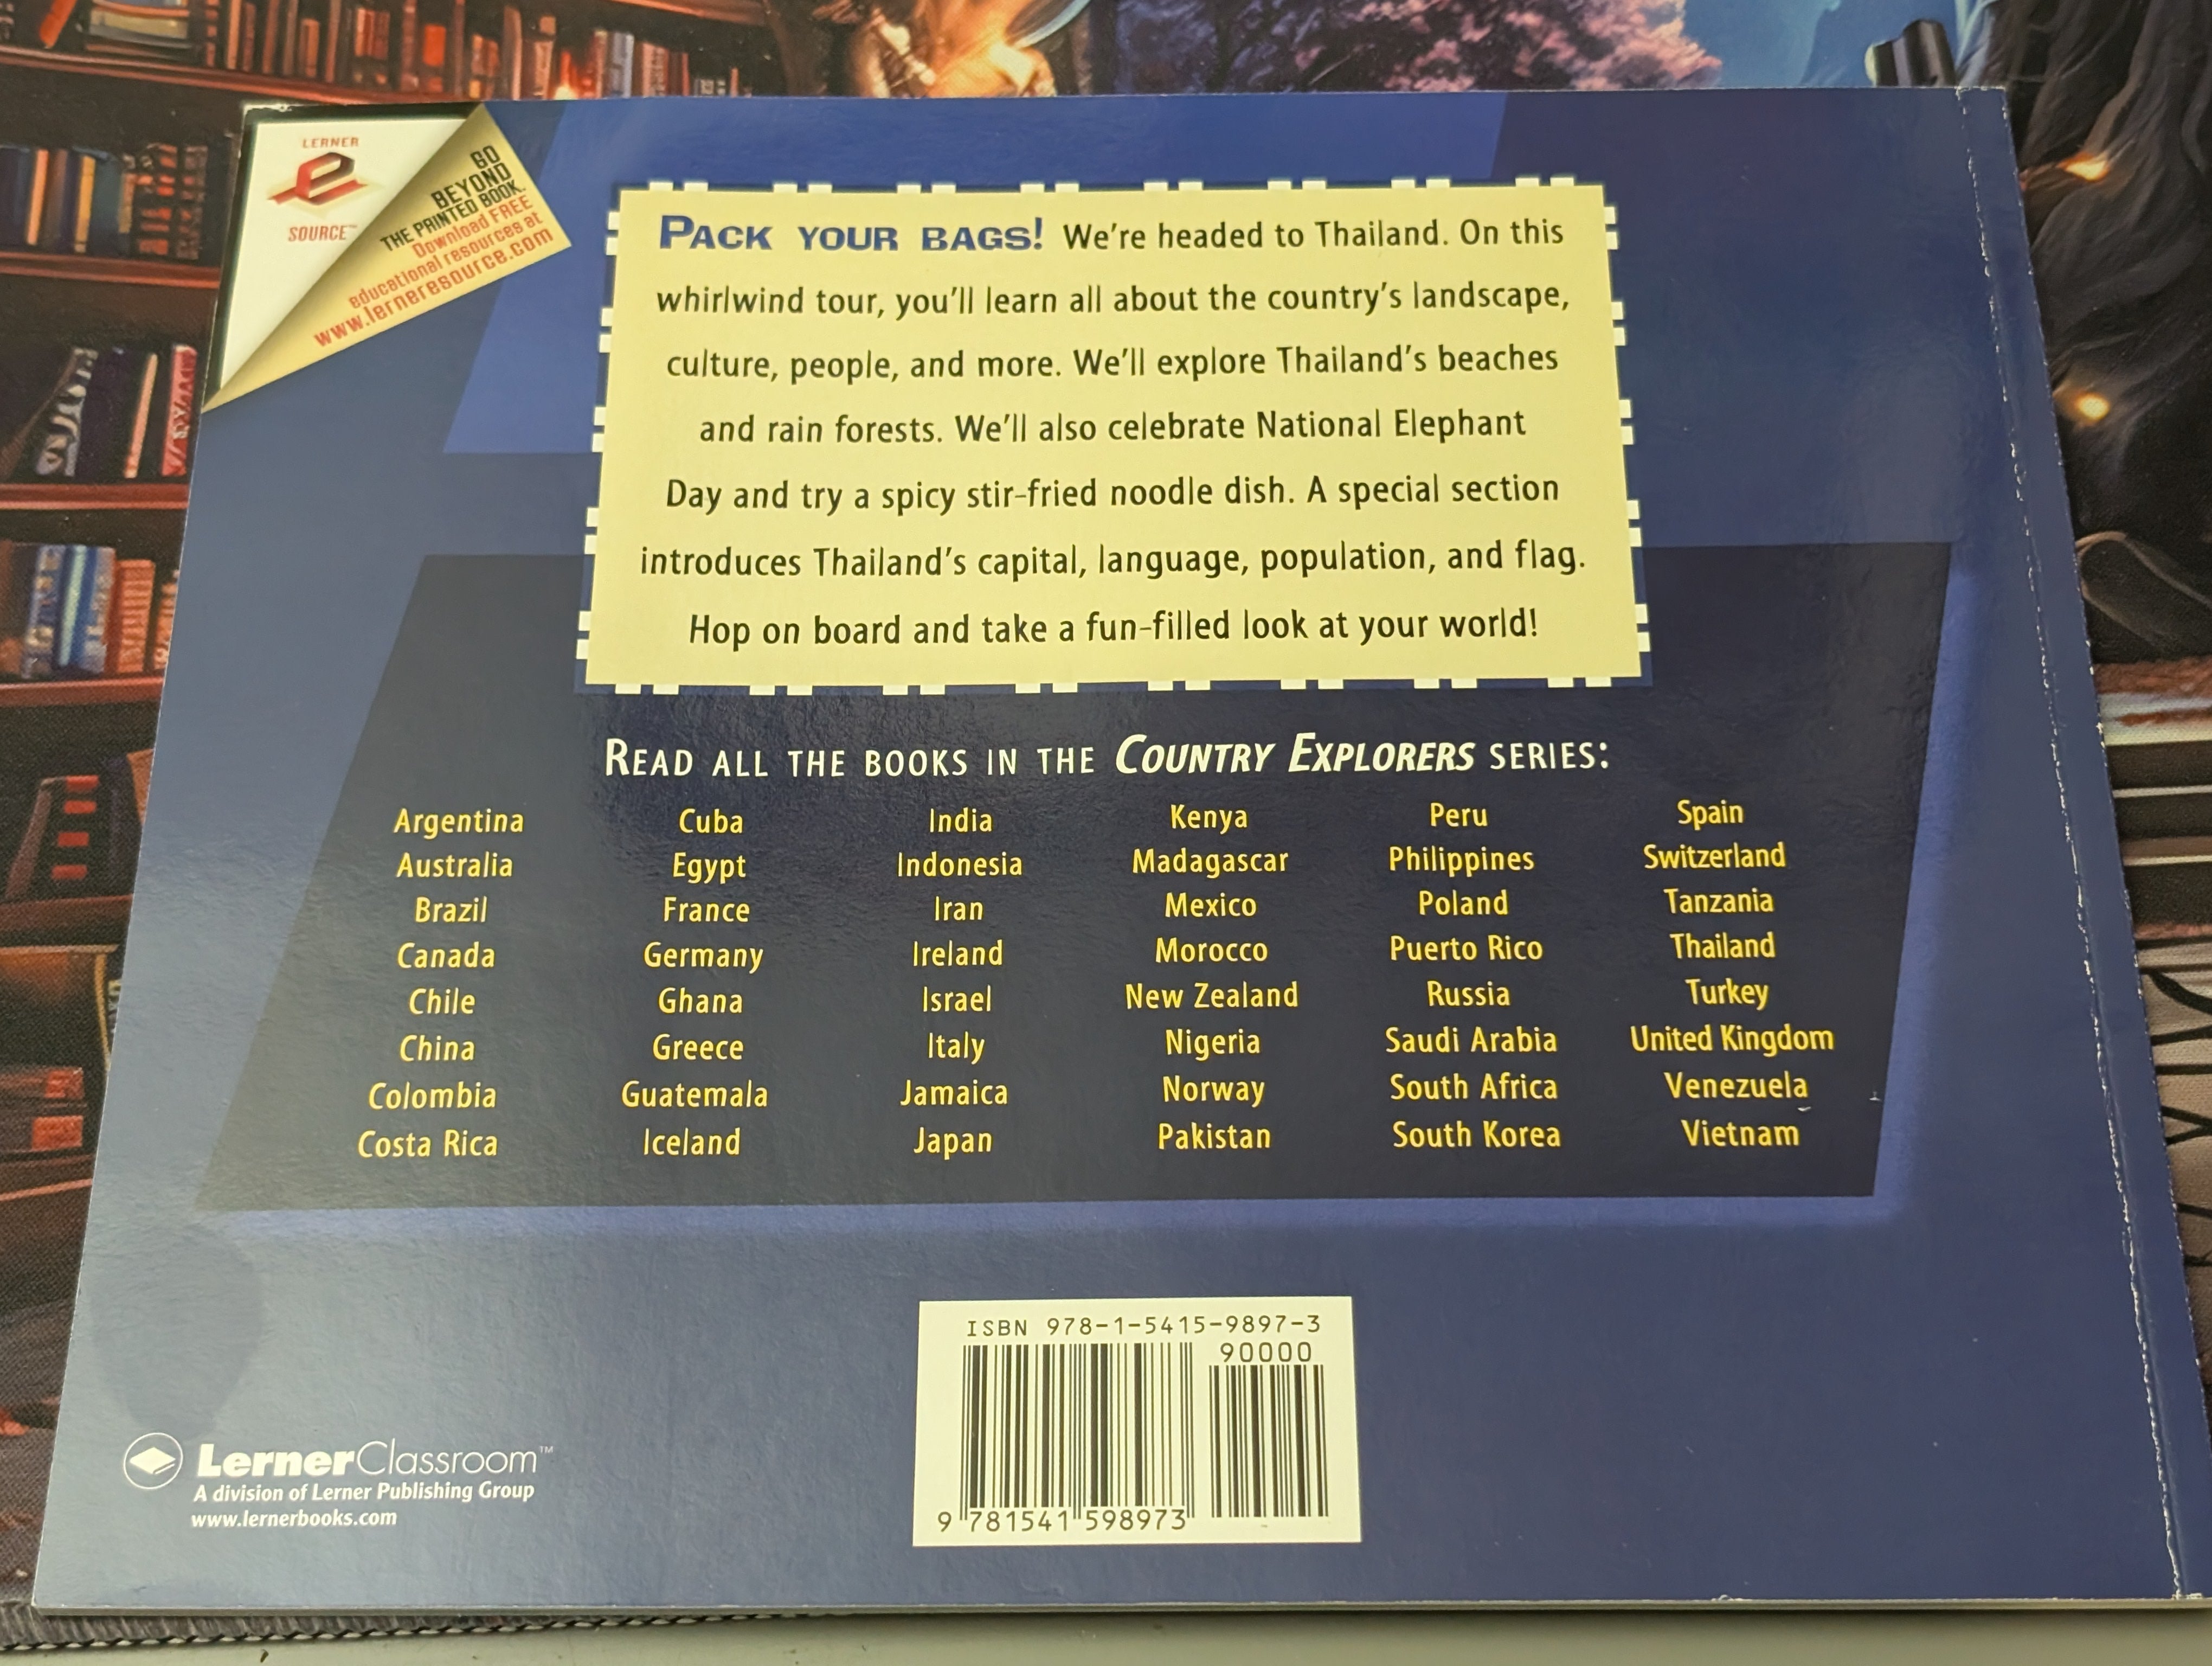 LERNER
e
SOURCE™
GO
BEYOND
THE PRINTED BOOK.
Download FREE
educational resources at
www.lerneresource.com
PACK YOUR BAGS! We're headed to Thailand. On this
whirlwind tour, you'll learn all about the country's landscape,
culture, people, and more. We'll explore Thailand's beaches
and rain forests. We'll also celebrate National Elephant
Day and try a spicy stir-fried noodle dish. A special section
introduces Thailand's capital, language, population, and flag.
Hop on board and take a fun-filled look at your world!
READ ALL THE BOOKS IN THE COUNTRY EXPLORERS SERIES:
Argentina
Australia
Brazil
Canada
Chile
China
Colombia
Costa Rica
Cuba
Egypt
France
Germany
Ghana
Greece
Guatemala
Iceland
India
Indonesia
Iran
Ireland
Israel
Italy
Jamaica
Japan
Kenya
Madagascar
Mexico
Morocco
New Zealand
Nigeria
Norway
Pakistan
Peru
Philippines
Poland
Puerto Rico
Russia
Saudi Arabia
South Africa
South Korea
Spain
Switzerland
Tanzania
Thailand
Turkey
United Kingdom
Venezuela
Vietnam
ISBN 978-1-5415-9897-3
90000
9 781541 598973
LernerClassroom™
A division of Lerner Publishing Group
www.lernerbooks.com